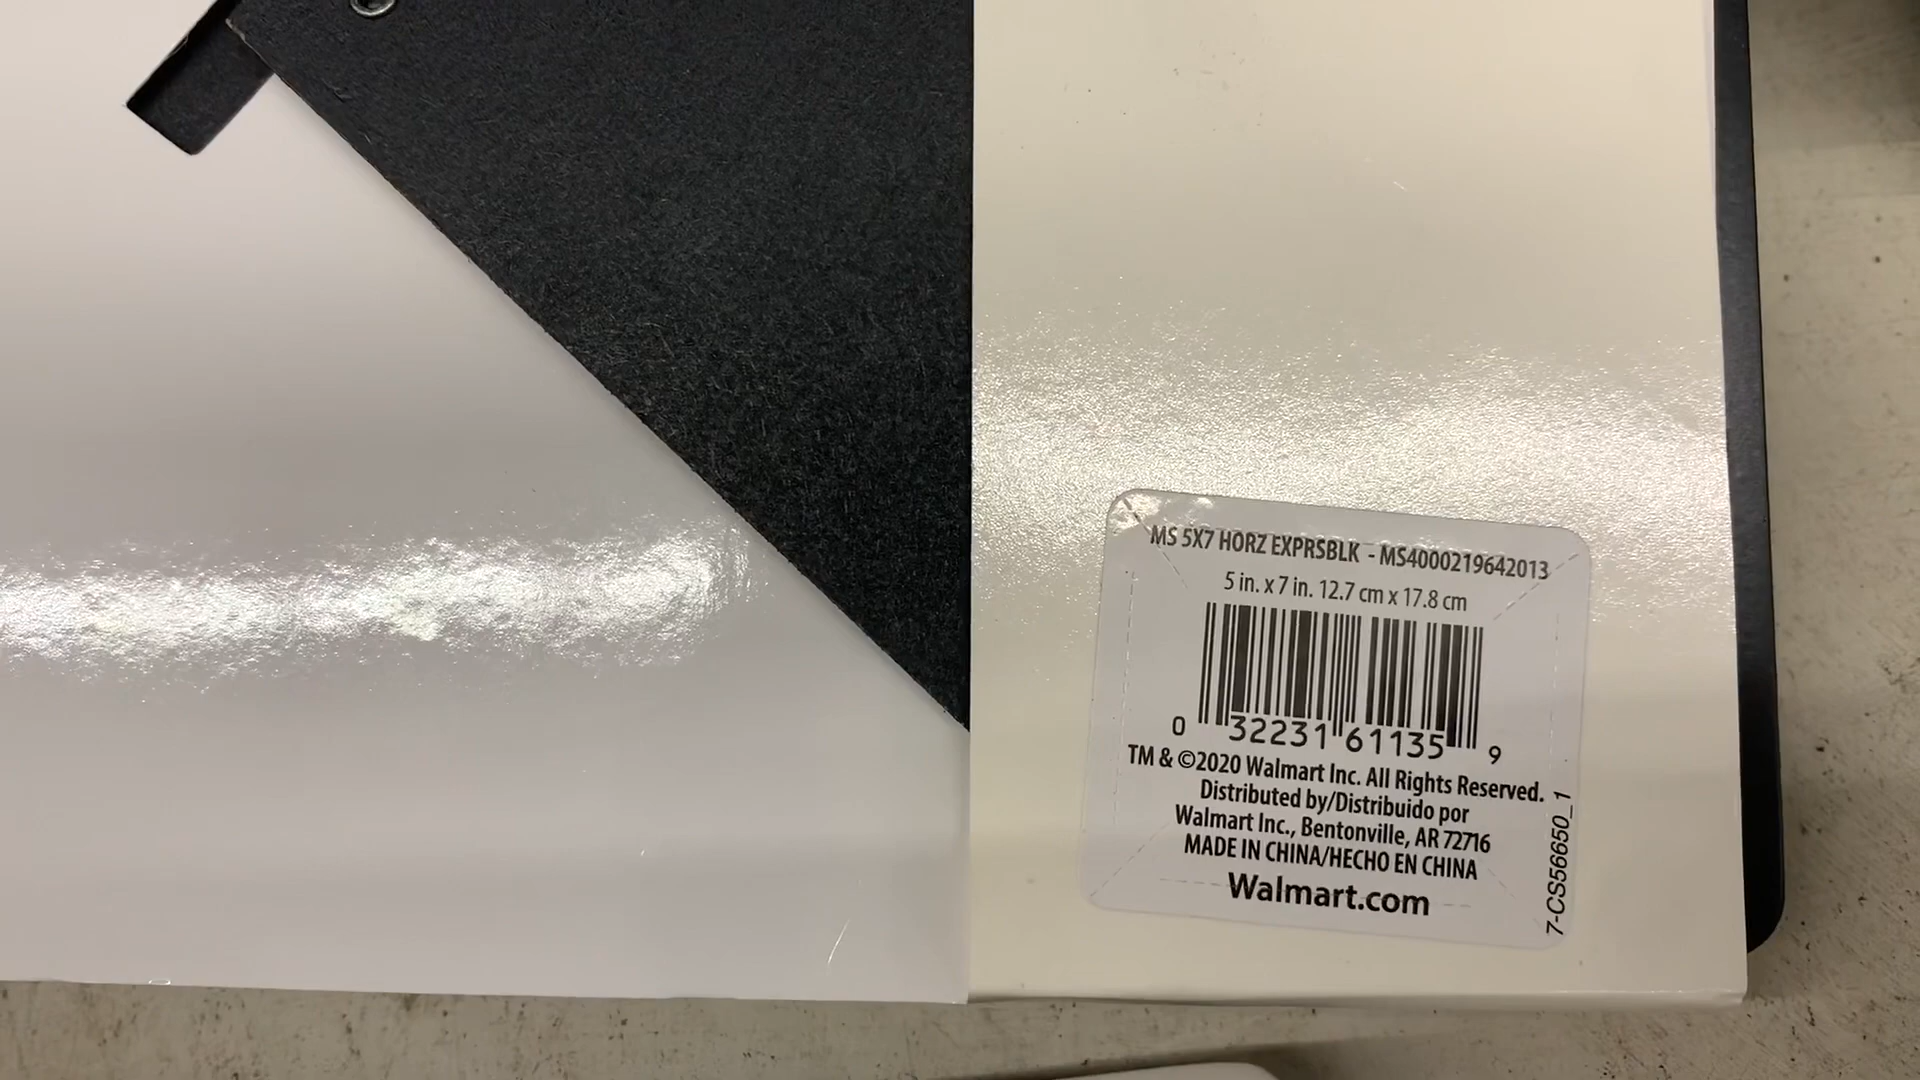 MS 5X7 HORZ EXPRSBLK - MS4000219642013
5 in. x 7 in. 12.7 cm x 17.8 cm
0 32231 61135 9
TM & ©2020 Walmart Inc. All Rights Reserved.
Distributed by/Distribuido por
Walmart Inc., Bentonville, AR 72716
MADE IN CHINA/HECHO EN CHINA
Walmart.com
7-CS56650_1